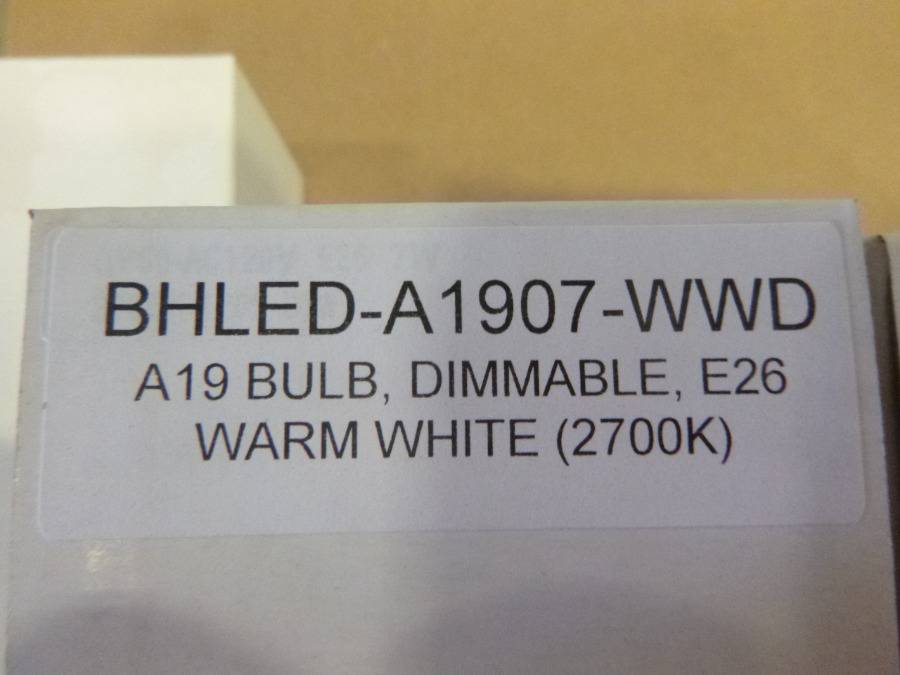 BHLED-A1907-WWD
A19 BULB, DIMMABLE, E26
WARM WHITE (2700K)